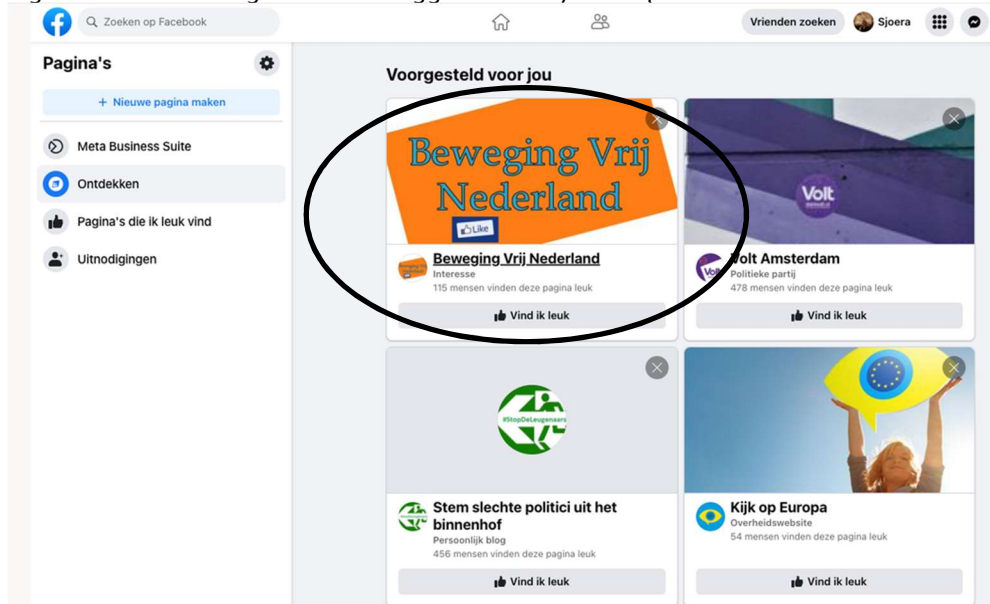 Zoeken op Facebook
Vrienden zoeken
Sjoera
Pagina's
+ Nieuwe pagina maken
Meta Business Suite
Ontdekken
Pagina's die ik leuk vind
Uitnodigingen
Voorgesteld voor jou
Beweging Vrij
Nederland
Like
Beweging Vrij Nederland
Interesse
115 mensen vinden deze pagina leuk
Vind ik leuk
Volt
Volt Amsterdam
Politieke partij
478 mensen vinden deze pagina leuk
Vind ik leuk
#StopDeLeugenaars
Stem slechte politici uit het
binnenhof
Persoonlijk blog
456 mensen vinden deze pagina leuk
Vind ik leuk
Kijk op Europa
Overheidswebsite
54 mensen vinden deze pagina leuk
Vind ik leuk